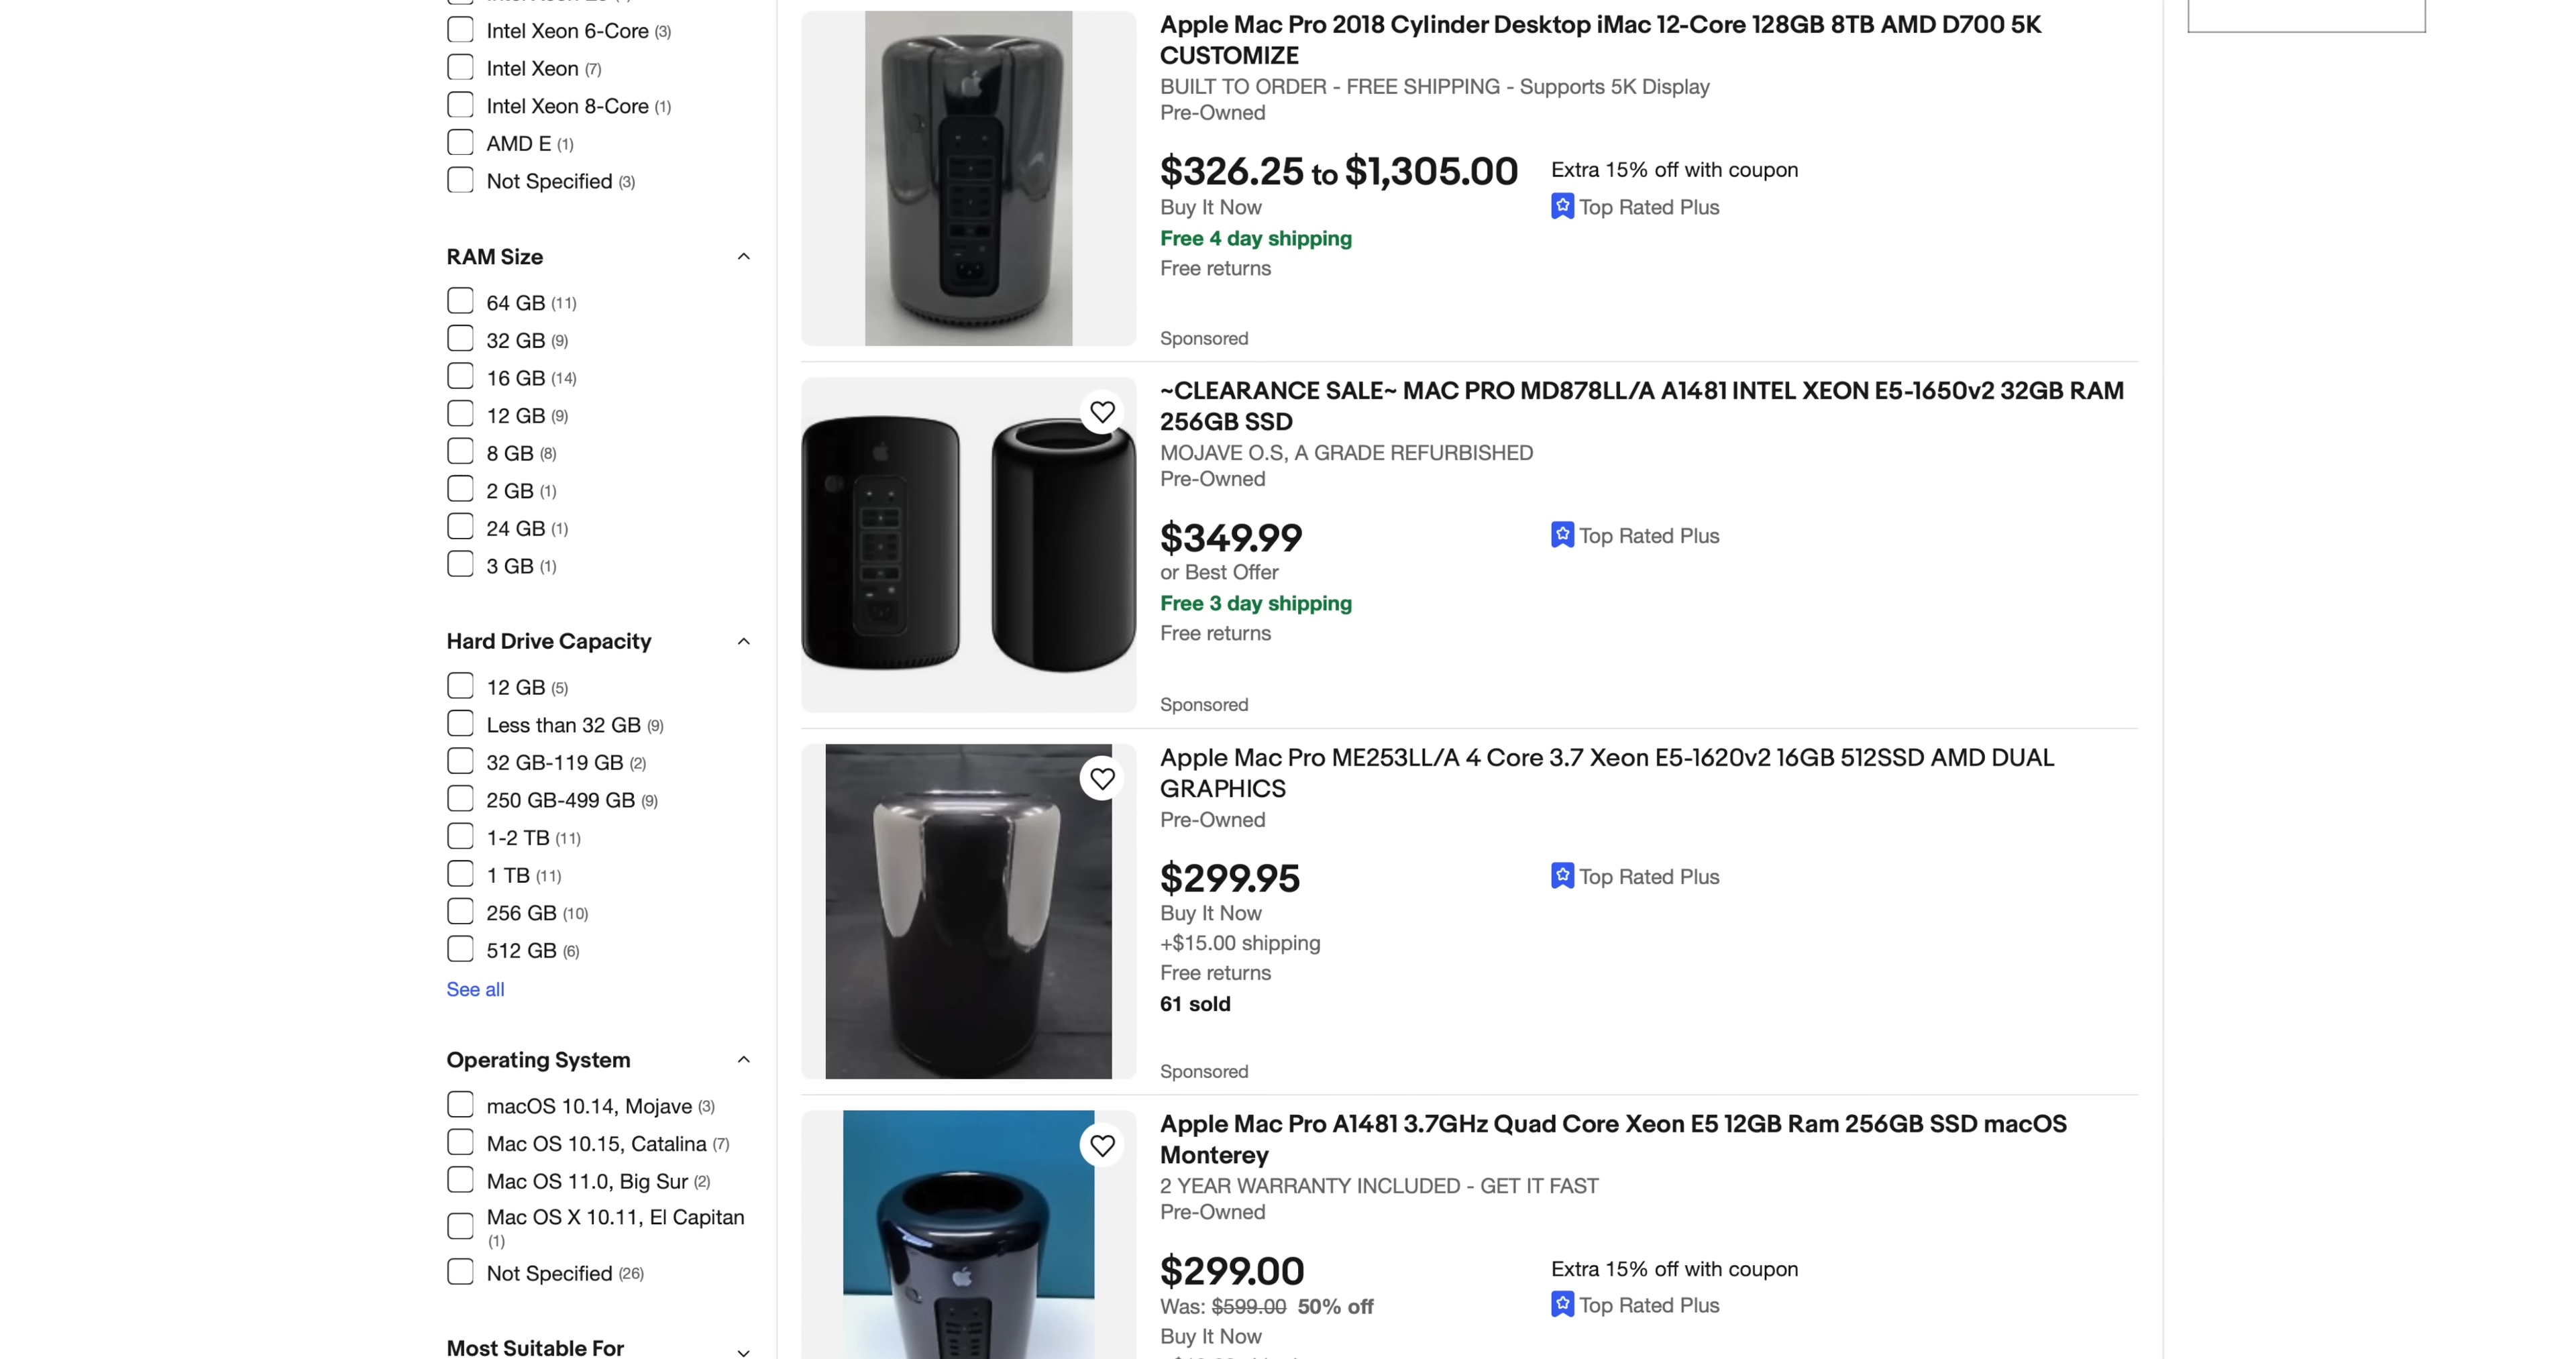 Intel Xeon 6-Core (3)
Intel Xeon (7)
Intel Xeon 8-Core (1)
AMD E (1)
Not Specified (3)
RAM Size
64 GB (11)
32 GB (9)
16 GB (14)
12 GB (9)
8 GB (8)
2 GB (1)
24 GB (1)
3 GB (1)
Hard Drive Capacity
12 GB (5)
Less than 32 GB (9)
32 GB-119 GB (2)
250 GB-499 GB (9)
1-2 TB (11)
1 TB (11)
256 GB (10)
512 GB (6)
See all
Operating System
macOS 10.14, Mojave (3)
Mac OS 10.15, Catalina (7)
Mac OS 11.0, Big Sur (2)
Mac OS X 10.11, El Capitan
(1)
Not Specified (26)
Most Suitable For
Apple Mac Pro 2018 Cylinder Desktop iMac 12-Core 128GB 8TB AMD D700 5K
CUSTOMIZE
BUILT TO ORDER - FREE SHIPPING - Supports 5K Display
Pre-Owned
$326.25 to $1,305.00
Extra 15% off with coupon
Buy It Now
Top Rated Plus
Free 4 day shipping
Free returns
Sponsored
~CLEARANCE SALE~ MAC PRO MD878LL/A A1481 INTEL XEON E5-1650v2 32GB RAM
256GB SSD
MOJAVE O.S, A GRADE REFURBISHED
Pre-Owned
$349.99
Top Rated Plus
or Best Offer
Free 3 day shipping
Free returns
Sponsored
Apple Mac Pro ME253LL/A 4 Core 3.7 Xeon E5-1620v2 16GB 512SSD AMD DUAL
GRAPHICS
Pre-Owned
$299.95
Top Rated Plus
Buy It Now
+$15.00 shipping
Free returns
61 sold
Sponsored
Apple Mac Pro A1481 3.7GHz Quad Core Xeon E5 12GB Ram 256GB SSD macOS
Monterey
2 YEAR WARRANTY INCLUDED - GET IT FAST
Pre-Owned
$299.00
Extra 15% off with coupon
Was: $599.00 50% off
Top Rated Plus
Buy It Now